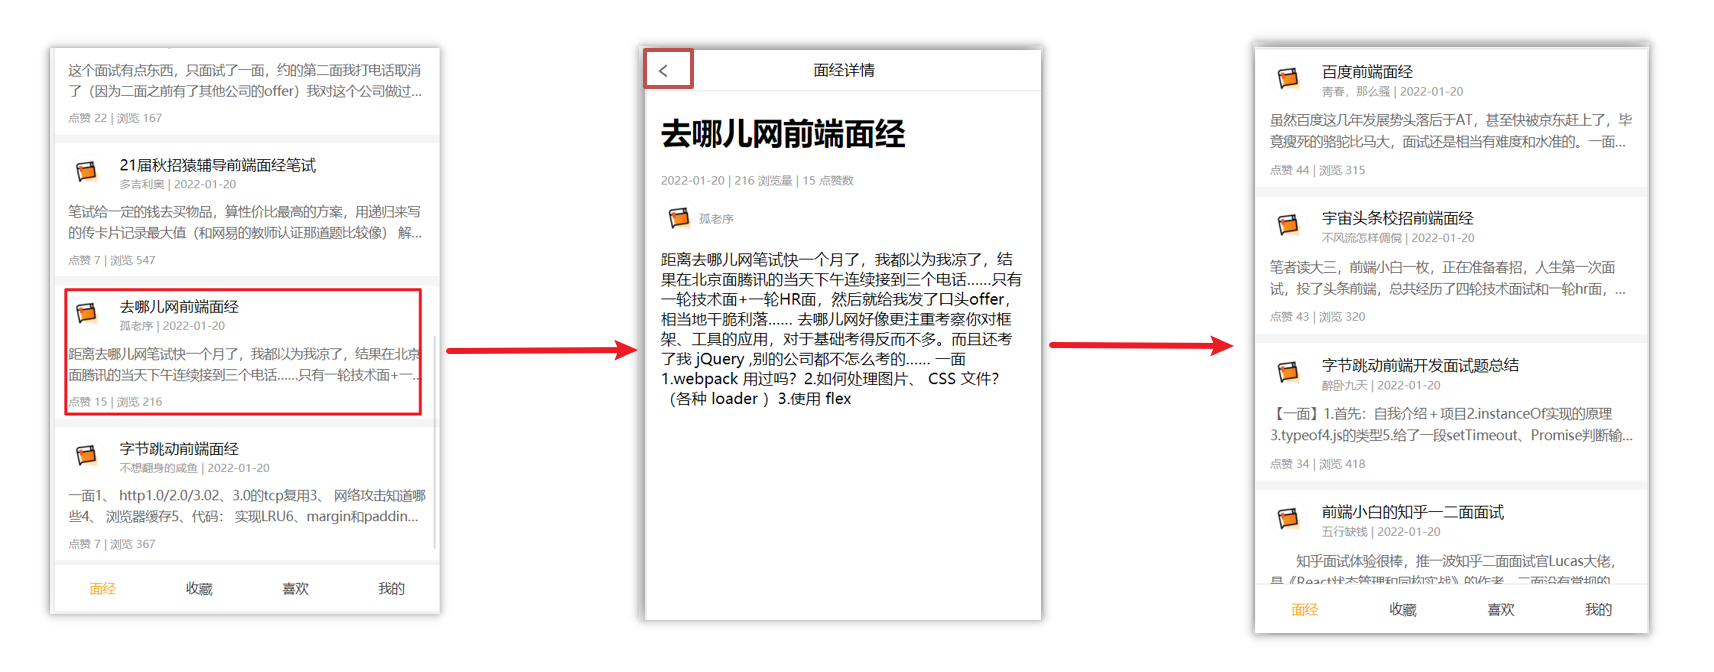 这个面试有点东西，只面试了一面，约的第二面我打电话取消
了（因为二面之前有了其他公司的offer）我对这个公司做过...
点赞 22 | 浏览 167
21届秋招猿辅导前端面经笔试
多吉利奥 | 2022-01-20
笔试给一定的钱去买物品，算性价比最高的方案，用递归来写
的传卡片记录最大值（和网易的教师认证那道题比较像） 解...
点赞 7 | 浏览 547
去哪儿网前端面经
孤老序 | 2022-01-20
距离去哪儿网笔试快一个月了，我都以为我凉了，结果在北京
面腾讯的当天下午连续接到三个电话......只有一轮技术面+一...
点赞 15 | 浏览 216
字节跳动前端面经
不想翻身的咸鱼 | 2022-01-20
一面1、 http1.0/2.0/3.02、3.0的tcp复用3、 网络攻击知道哪
些4、 浏览器缓存5、代码： 实现LRU6、margin和paddin...
点赞 7 | 浏览 367
面经 收藏 喜欢 我的
面经详情
去哪儿网前端面经
2022-01-20 | 216 浏览量 | 15 点赞数
孤老序
距离去哪儿网笔试快一个月了，我都以为我凉了，结
果在北京面腾讯的当天下午连续接到三个电话......只有
一轮技术面+一轮HR面，然后就给我发了口头offer，
相当地干脆利落...... 去哪儿网好像更注重考察你对框
架、工具的应用，对于基础考得反而不多。而且还考
了我 jQuery ,别的公司都不怎么考的...... 一面
1.webpack 用过吗？2.如何处理图片、 CSS 文件？
（各种 loader ）3.使用 flex
百度前端面经
青春，那么骚 | 2022-01-20
虽然百度这几年发展势头落后于AT，甚至快被京东赶上了，毕
竟瘦死的骆驼比马大，面试还是相当有难度和水准的。一面...
点赞 44 | 浏览 315
宇宙头条校招前端面经
不风流怎样倜傥 | 2022-01-20
笔者读大三，前端小白一枚，正在准备春招，人生第一次面
试，投了头条前端，总共经历了四轮技术面试和一轮hr面，...
点赞 43 | 浏览 320
字节跳动前端开发面试题总结
醉卧九天 | 2022-01-20
【一面】1.首先：自我介绍＋项目2.instanceOf实现的原理
3.typeof4.js的类型5.给了一段setTimeout、Promise判断输...
点赞 34 | 浏览 418
前端小白的知乎一二面面试
五行缺钱 | 2022-01-20
知乎面试体验很棒，推一波知乎二面面试官Lucas大佬，
是《React状态管理和同构实战》的作者，二面没有常规的
面经 收藏 喜欢 我的